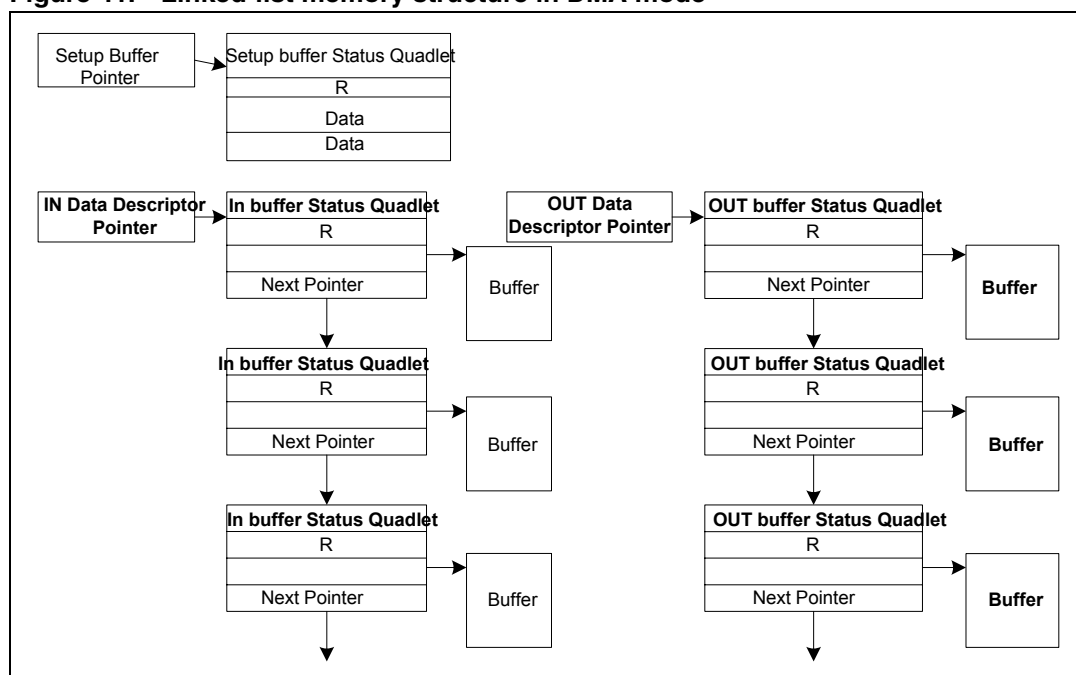 Figure Linked list memory structure in DMA mode
Setup Buffer
Pointer
Setup buffer Status Quadlet
R
Data
Data
IN Data Descriptor
Pointer
In buffer Status Quadlet
R
Next Pointer
Buffer
In buffer Status Quadlet
R
Next Pointer
Buffer
In buffer Status Quadlet
R
Next Pointer
Buffer
OUT Data
Descriptor Pointer
OUT buffer Status Quadlet
R
Next Pointer
Buffer
OUT buffer Status Quadlet
R
Next Pointer
Buffer
OUT buffer Status Quadlet
R
Next Pointer
Buffer